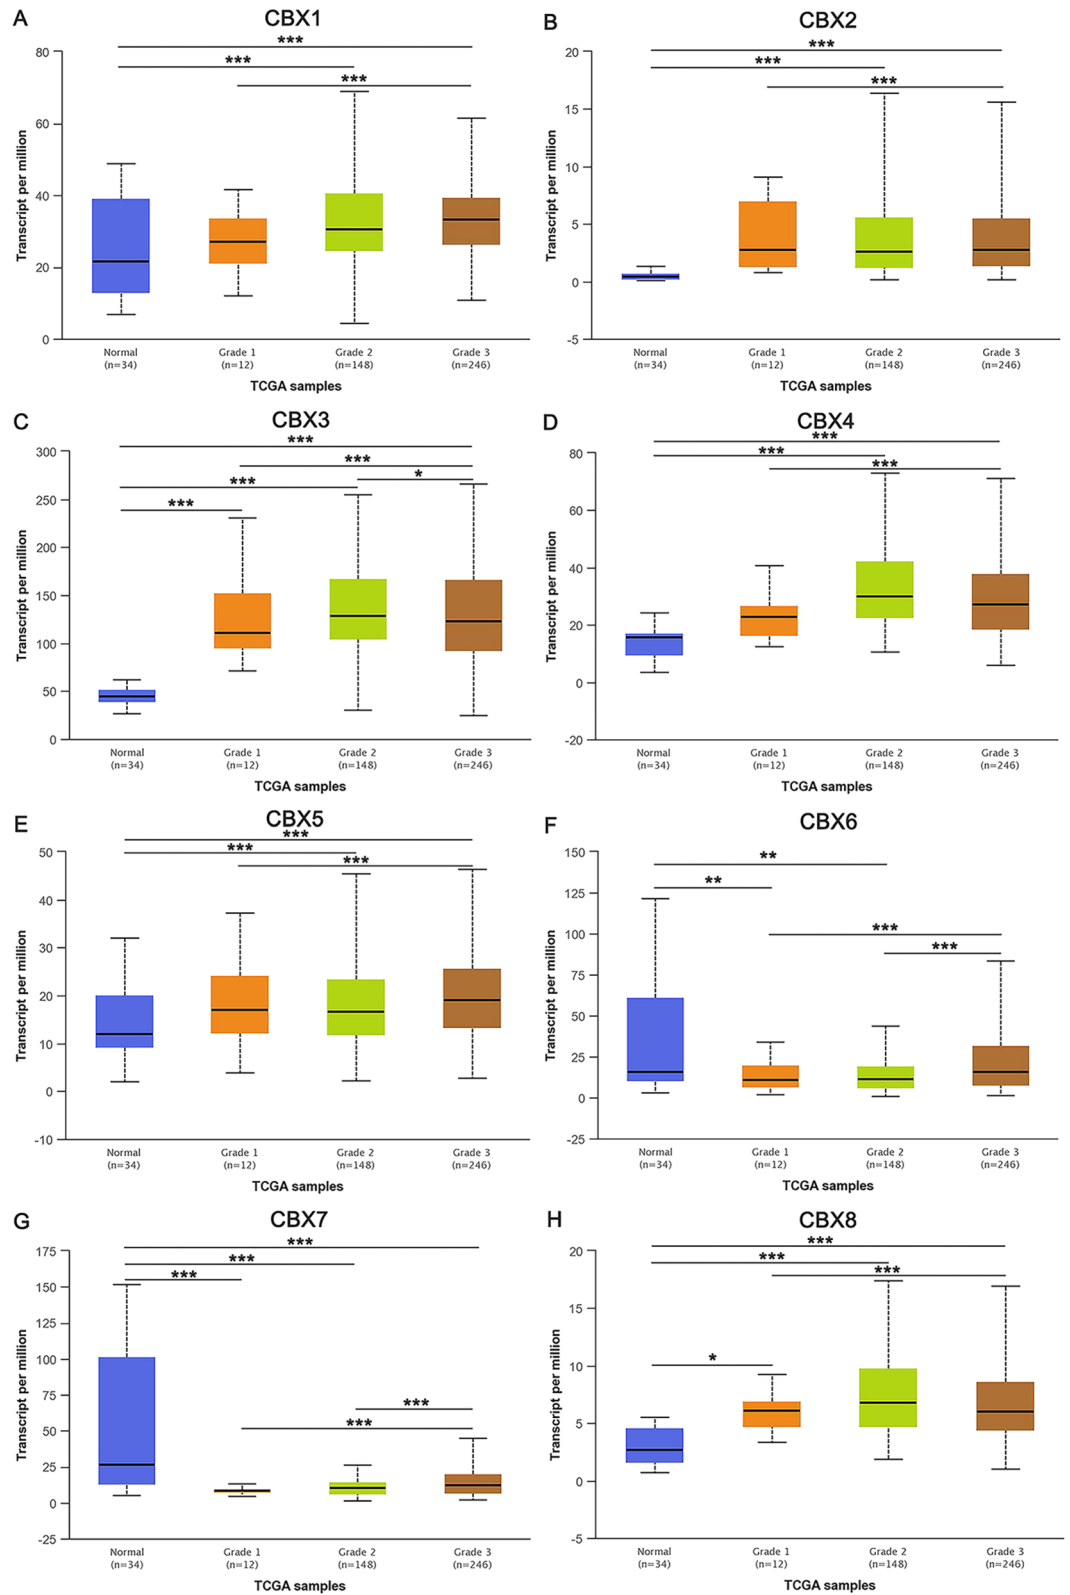 A
CBX1
***
***
***
80
60
40
20
0
Transcript per million
Normal
(n=34)
Grade 1
(n=12)
Grade 2
(n=148)
Grade 3
(n=246)
TCGA samples
B
CBX2
***
***
***
20
15
10
5
0
-5
Transcript per million
Normal
(n=34)
Grade 1
(n=12)
Grade 2
(n=148)
Grade 3
(n=246)
TCGA samples
C
CBX3
***
***
*
***
***
300
250
200
150
100
50
0
Transcript per million
Normal
(n=34)
Grade 1
(n=12)
Grade 2
(n=148)
Grade 3
(n=246)
TCGA samples
D
CBX4
***
***
***
80
60
40
20
0
-20
Transcript per million
Normal
(n=34)
Grade 1
(n=12)
Grade 2
(n=148)
Grade 3
(n=246)
TCGA samples
E
CBX5
***
***
***
50
40
30
20
10
0
-10
Transcript per million
Normal
(n=34)
Grade 1
(n=12)
Grade 2
(n=148)
Grade 3
(n=246)
TCGA samples
F
CBX6
**
**
***
***
150
125
100
75
50
25
0
-25
Transcript per million
Normal
(n=34)
Grade 1
(n=12)
Grade 2
(n=148)
Grade 3
(n=246)
TCGA samples
G
CBX7
***
***
***
***
***
175
150
125
100
75
50
25
0
-25
Transcript per million
Normal
(n=34)
Grade 1
(n=12)
Grade 2
(n=148)
Grade 3
(n=246)
TCGA samples
H
CBX8
***
***
***
*
20
15
10
5
0
-5
Transcript per million
Normal
(n=34)
Grade 1
(n=12)
Grade 2
(n=148)
Grade 3
(n=246)
TCGA samples